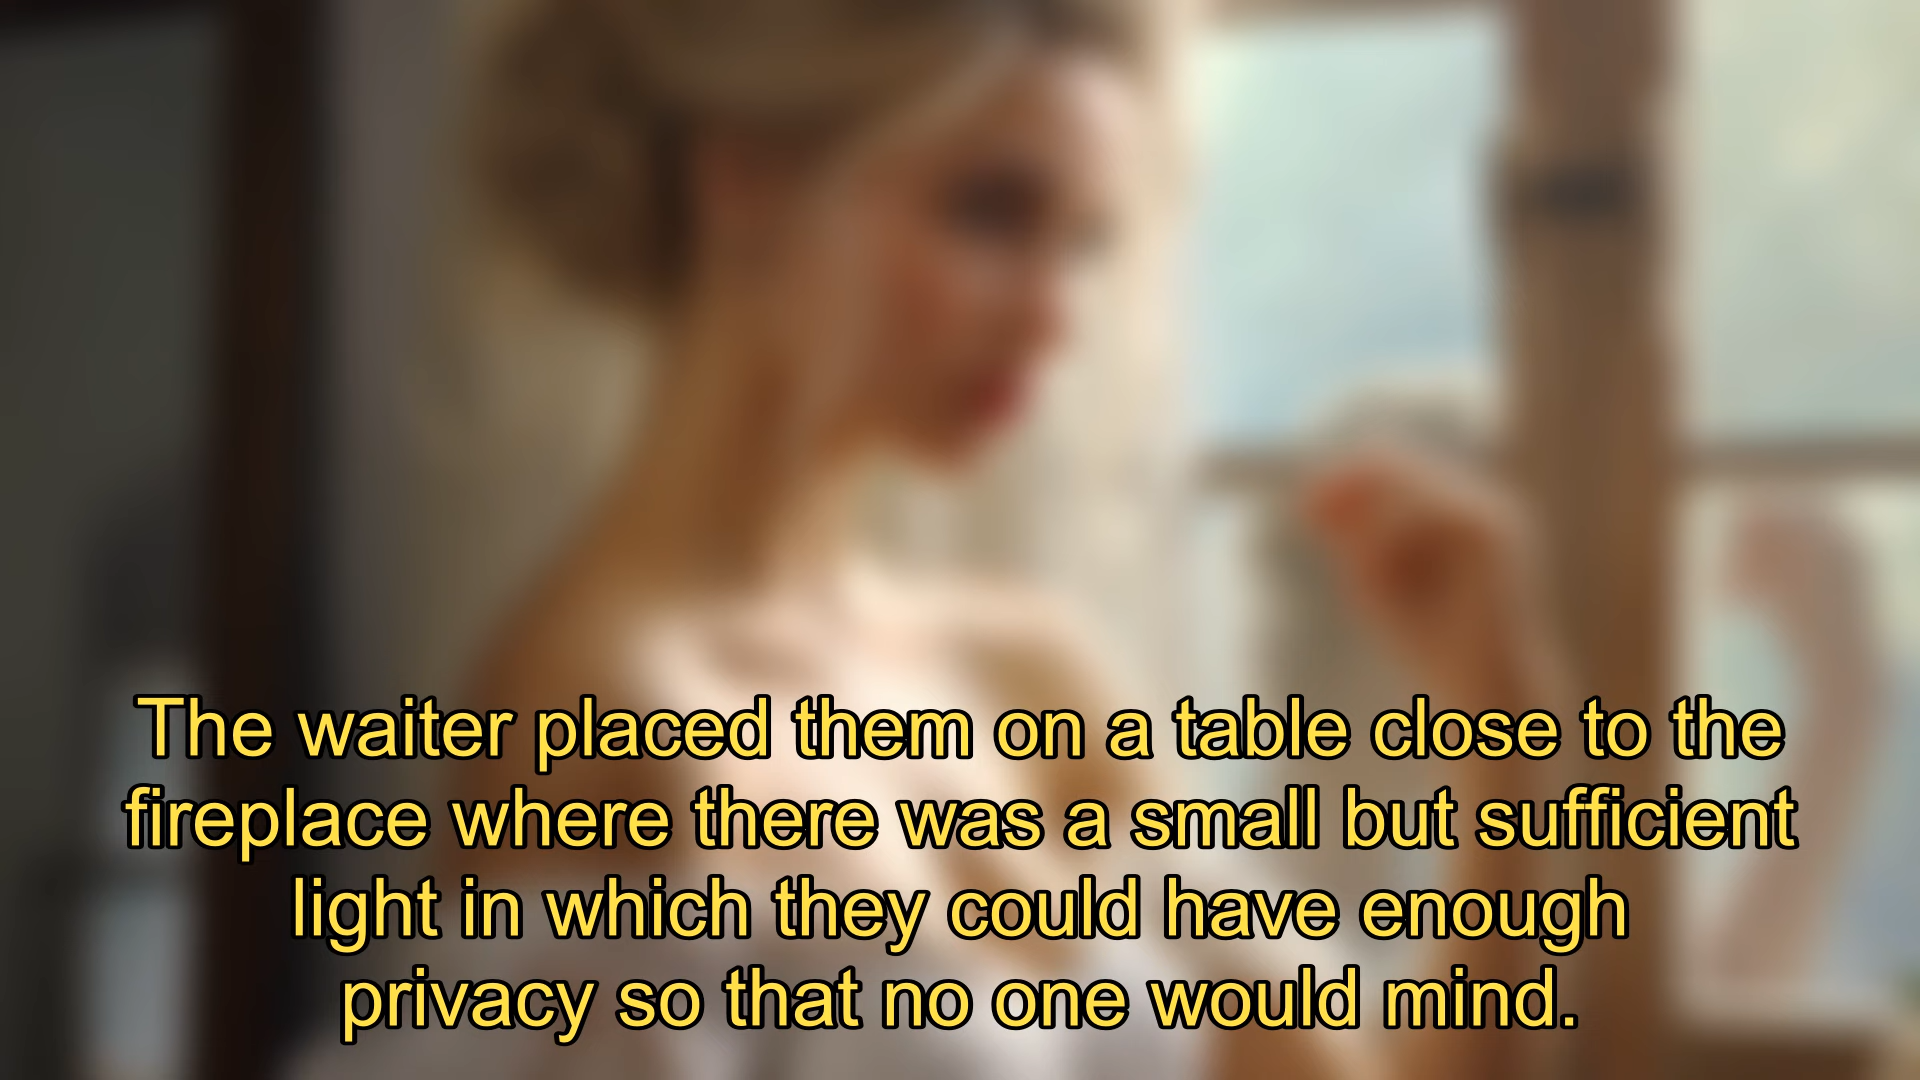 The waiter placed them on a table close to the
fireplace where there was a small but sufficient
light in which they could have enough
privacy so that no one would mind.